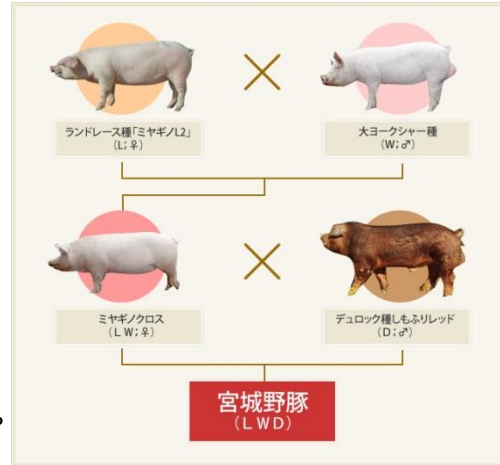 ランドレース種「ミヤギノL2」
(L;♀)
大ヨークシャー種
(W;♂)
ミヤギノクロス
(L W;♀)
デュロック種しもふりレッド
(D;♂)
宮城野豚
(LWD)